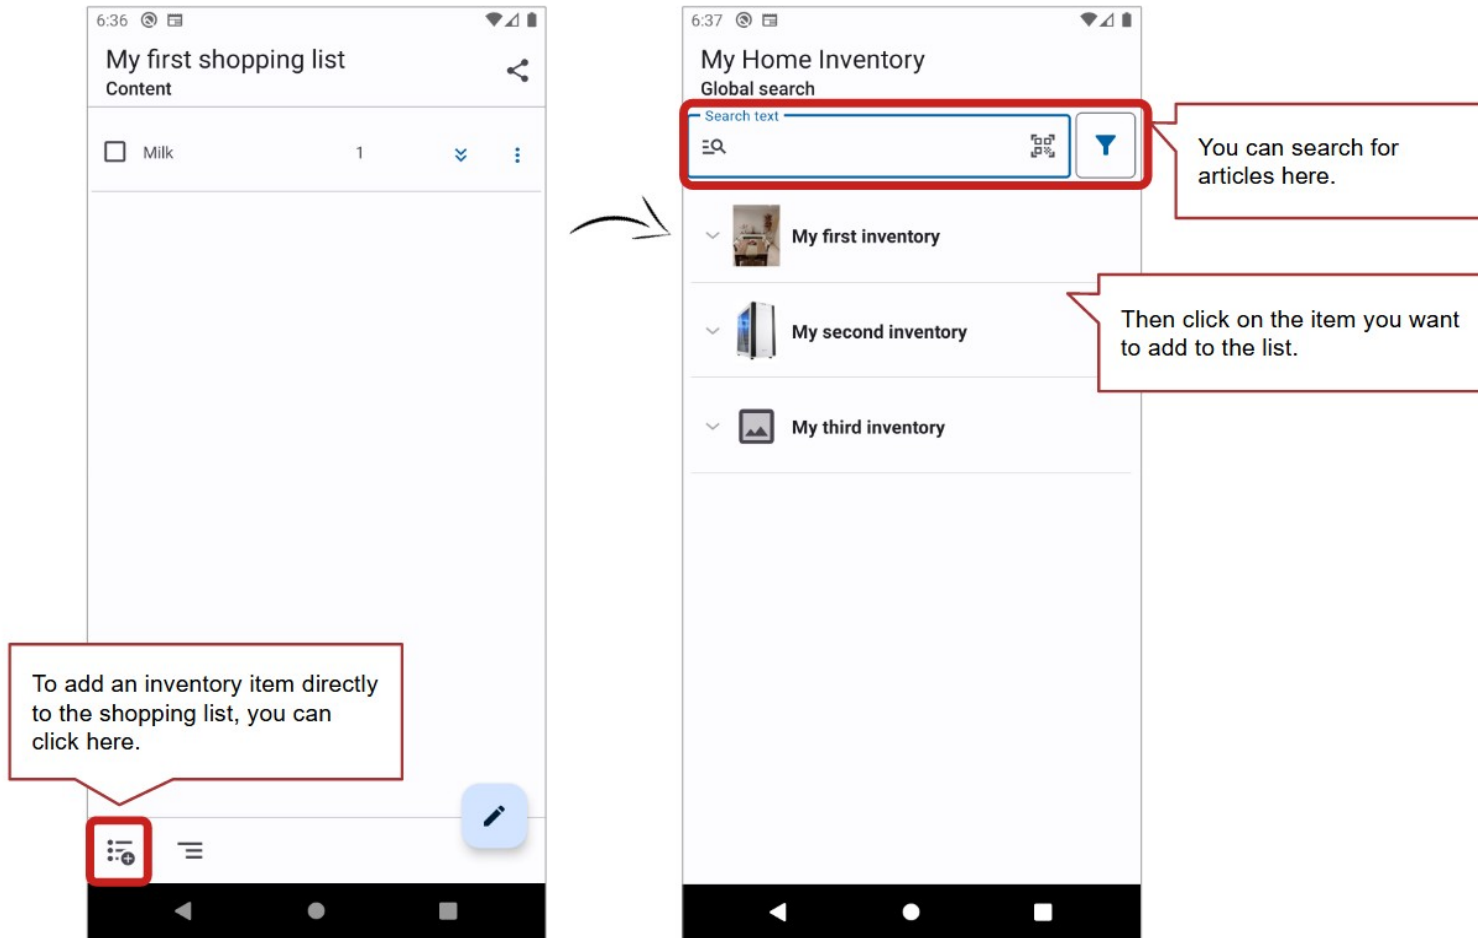 6:36
My first shopping list
Content
Milk 1
To add an inventory item directly
to the shopping list, you can
click here.
6:37
My Home Inventory
Global search
Search text
You can search for
articles here.
My first inventory
Then click on the item you want
to add to the list.
My second inventory
My third inventory